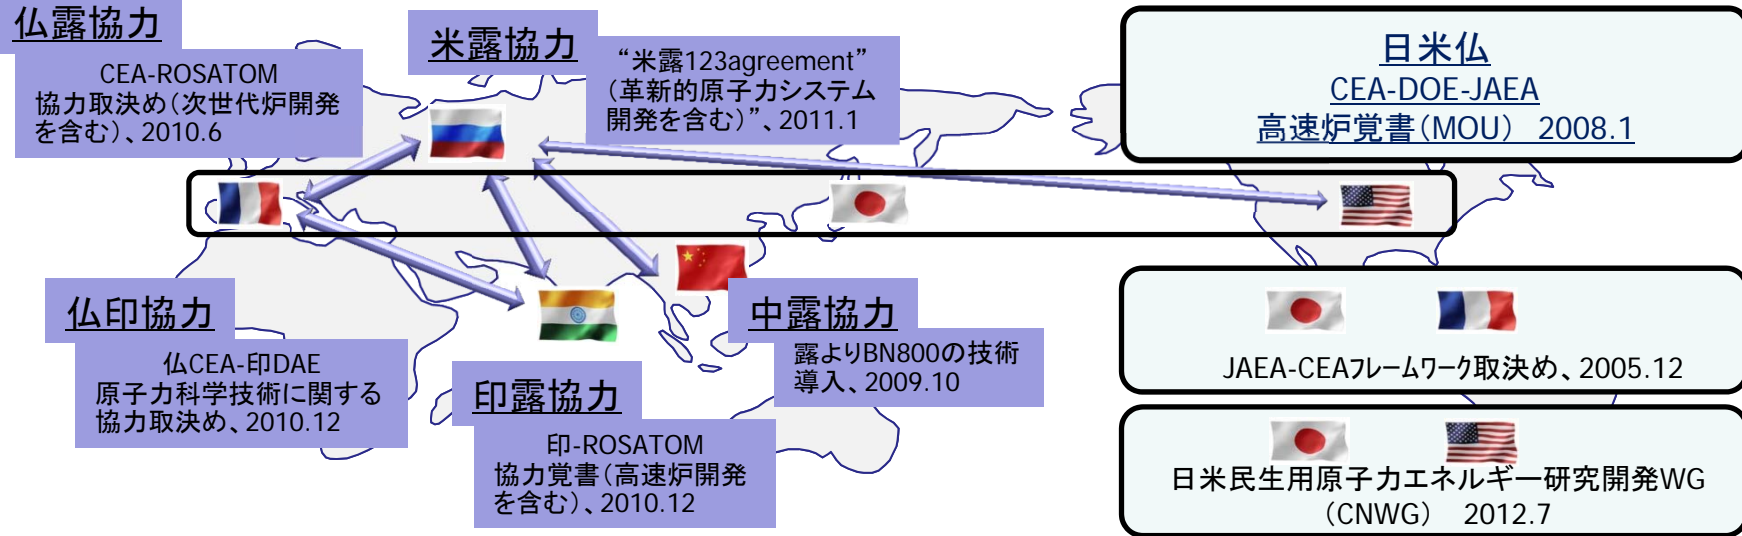 仏露協力
CEA-ROSATOM
協力取決め(次世代炉開発
を含む)、2010.6
米露協力
“米露123agreement”
(革新的原子力システム
開発を含む)”、2011.1
日米仏
CEA-DOE-JAEA
高速炉覚書(MOU) 2008.1
仏印協力
仏CEA-印DAE
原子力科学技術に関する
協力取決め、2010.12
印露協力
印-ROSATOM
協力覚書(高速炉開発
を含む)、2010.12
中露協力
露よりBN800の技術
導入、2009.10
JAEA-CEAフレームワーク取決め、2005.12
日米民生用原子力エネルギー研究開発WG
(CNWG) 2012.7